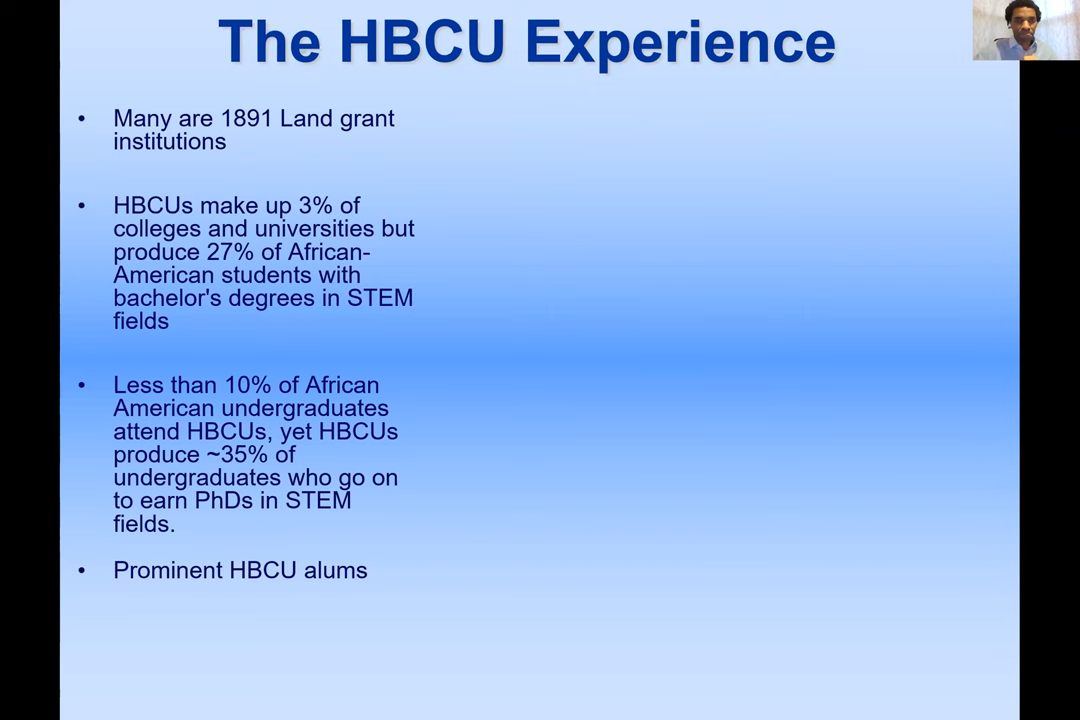 The HBCU Experience
• Many are 1891 Land grant
institutions
• HBCUs make up 3% of
colleges and universities but
produce 27% of African-
American students with
bachelor's degrees in STEM
fields
• Less than 10% of African
American undergraduates
attend HBCUs, yet HBCUs
produce ~35% of
undergraduates who go on
to earn PhDs in STEM
fields.
• Prominent HBCU alums